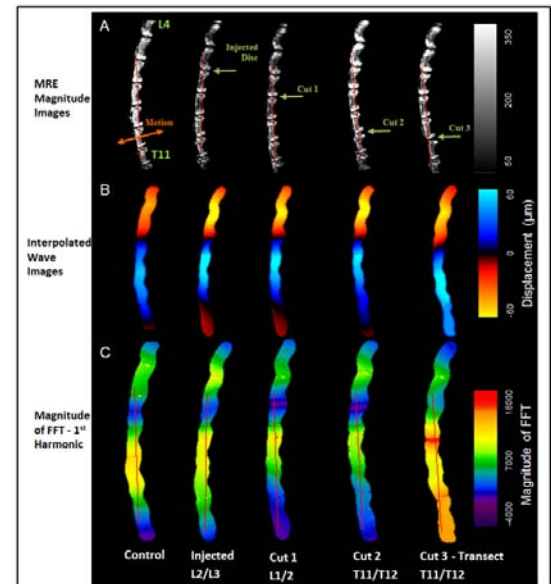 A
L4
350
200
50
MRE
Magnitude
Images
Injected
Disc
Cut 1
Cut 2
Cut 3
Motion
T11
B
60
0
-60
Displacement (μm)
Interpolated
Wave
Images
C
Magnitude
of FFT - 1st
Harmonic
18000
7000
-4000
Magnitude of FFT
Control
Injected
L2/L3
Cut 1
L1/2
Cut 2
T11/T12
Cut 3 - Transect
T11/T12